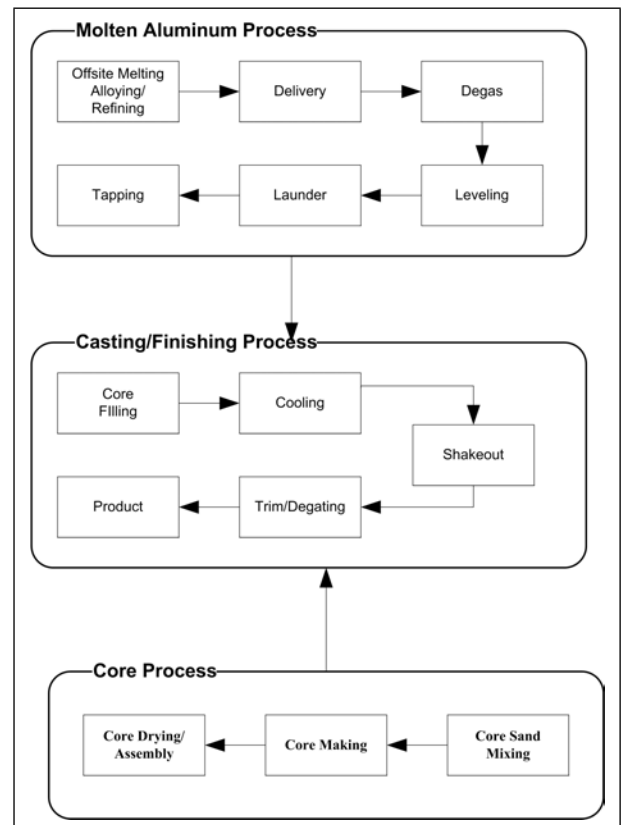 Molten Aluminum Process
Offsite Melting
Alloying/
Refining
Delivery
Degas
Tapping
Launder
Leveling
Casting/Finishing Process
Core
FIlling
Cooling
Shakeout
Product
Trim/Degating
Core Process
Core Drying/
Assembly
Core Making
Core Sand
Mixing